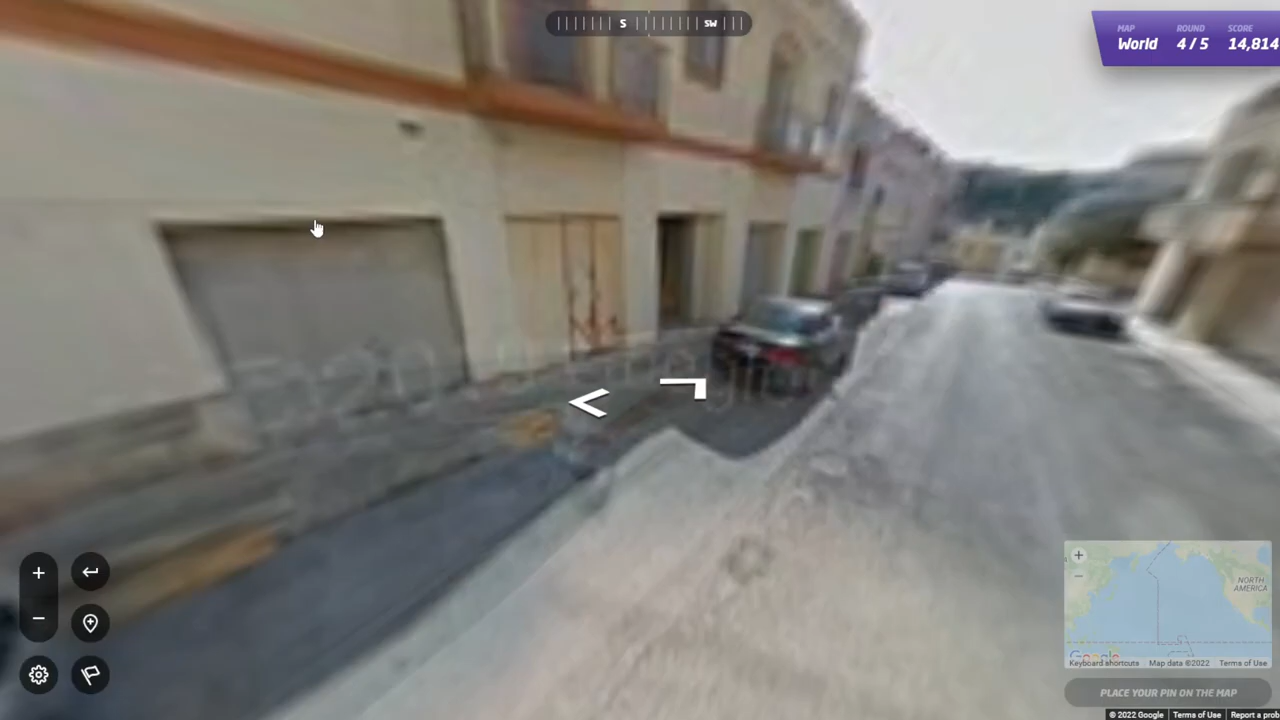 S
SW
MAP
World
ROUND
4 / 5
SCORE
14,814
NORTH
AMERICA
Google
Keyboard shortcuts
Map data ©2022
Terms of Use
PLACE YOUR PIN ON THE MAP
© 2022 Google
Terms of Use
Report a prob